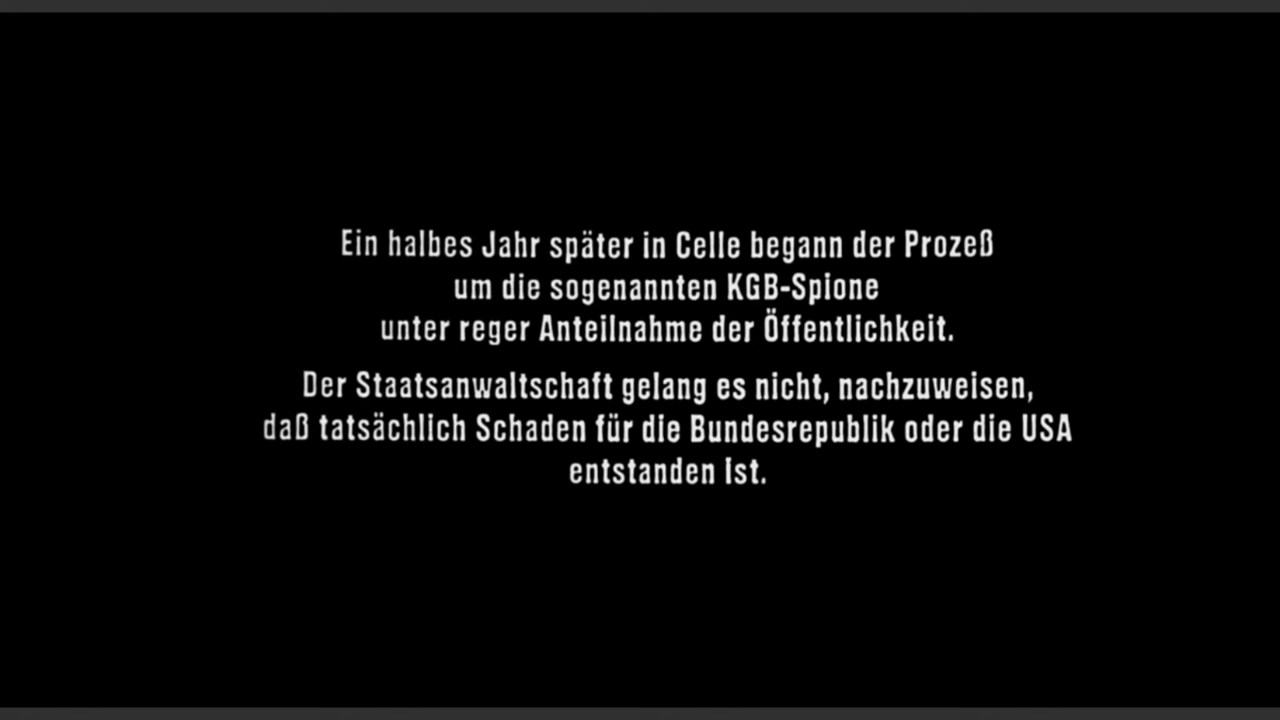 Ein halbes Jahr später in Celle begann der Prozeß
um die sogenannten KGB-Spione
unter reger Anteilnahme der Öffentlichkeit.
Der Staatsanwaltschaft gelang es nicht, nachzuweisen,
daß tatsächlich Schaden für die Bundesrepublik oder die USA
entstanden ist.